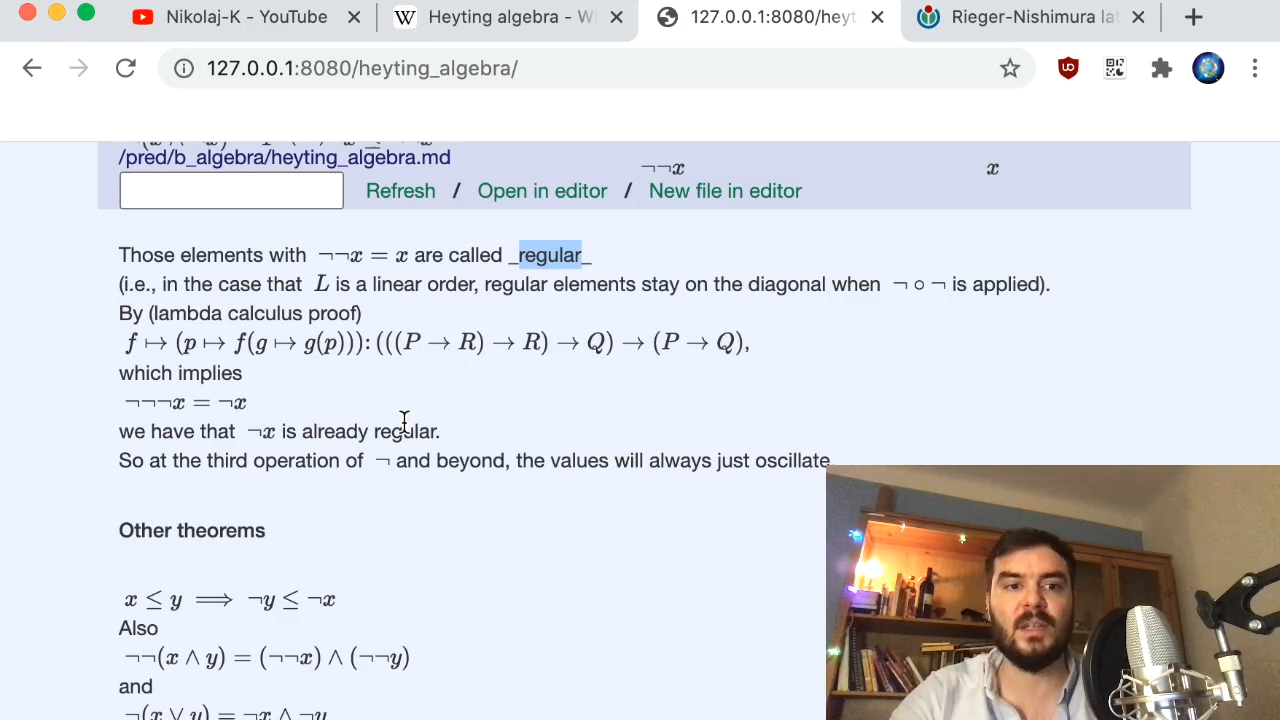 Nikolaj-K - YouTube
Heyting algebra - W
127.0.0.1:8080/heyt
Rieger-Nishimura la
127.0.0.1:8080/heyting_algebra/
/pred/b_algebra/heyting_algebra.md
¬¬x x
Refresh / Open in editor / New file in editor
Those elements with ¬¬x = x are called _regular_
(i.e., in the case that L is a linear order, regular elements stay on the diagonal when ¬ ∘ ¬ is applied).
By (lambda calculus proof)
f ↦ (p ↦ f(g ↦ g(p))): (((P → R) → R) → Q) → (P → Q),
which implies
¬¬¬x = ¬x
we have that ¬x is already regular.
So at the third operation of ¬ and beyond, the values will always just oscillate
Other theorems
x ≤ y ⟹ ¬y ≤ ¬x
Also
¬¬(x ∧ y) = (¬¬x) ∧ (¬¬y)
and
¬(x ∨ y) = ¬x ∧ ¬y